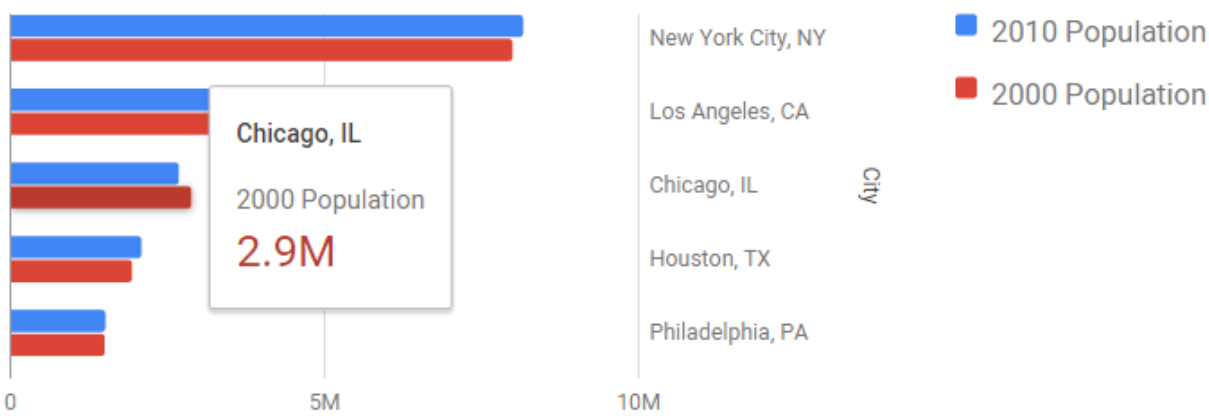 New York City, NY
Los Angeles, CA
Chicago, IL
Houston, TX
Philadelphia, PA
City
2010 Population
2000 Population
Chicago, IL
2000 Population
2.9M
0
5M
10M